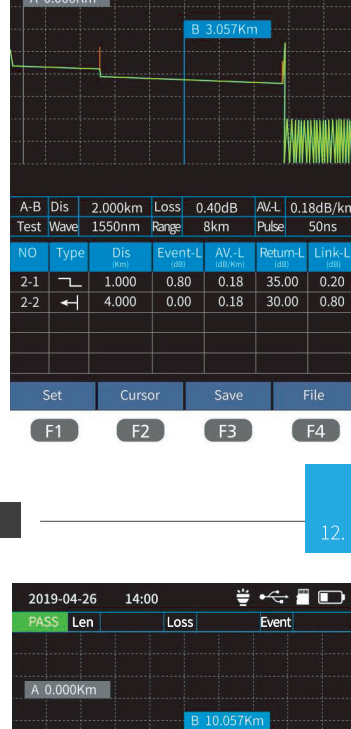 A 0.000Km
B 3.057Km
A-B Dis 2.000km Loss 0.40dB AV.-L 0.18dB/km
Test Wave 1550nm Range 8km Pulse 50ns
NO Type Dis Event-L AV.-L Return-L Link-L
(Km) (dB) (dB/Km) (dB) (dB)
2-1 1.000 0.80 0.18 35.00 0.20
2-2 4.000 0.00 0.18 30.00 0.80
Set Cursor Save File
F1 F2 F3 F4
12.
2019-04-26 14:00
PASS Len Loss Event
A 0.000Km
B 10.057Km